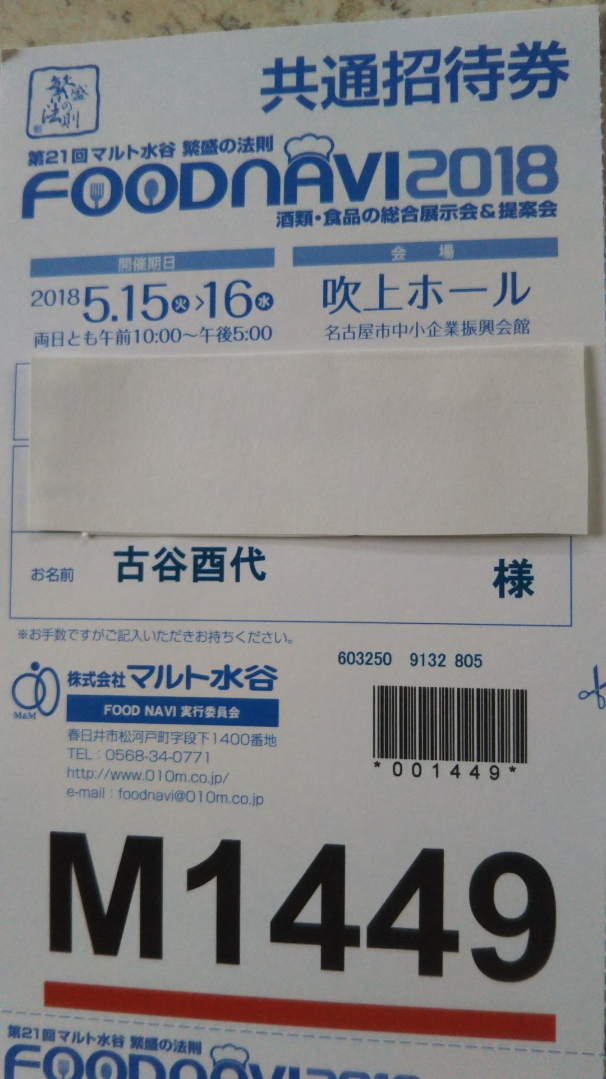 共通招待券
繁盛の法則
第21回マルト水谷 繁盛の法則
FOODNAVI2018
酒類・食品の総合展示会&提案会
開催期日
会場
2018 5.15火>16水
吹上ホール
両日とも午前10:00~午後5:00
名古屋市中小企業振興会館
お名前 古谷酉代 様
※お手数ですがご記入いただきお持ちください。
603250 9132 805
M&M
株式会社マルト水谷
FOOD NAVI 実行委員会
春日井市松河戸町字段下1400番地
TEL：0568-34-0771
http://www.010m.co.jp/
e-mail：foodnavi@010m.co.jp
*001449*
M1449
第21回マルト水谷 繁盛の法則
FOODNAVI2018